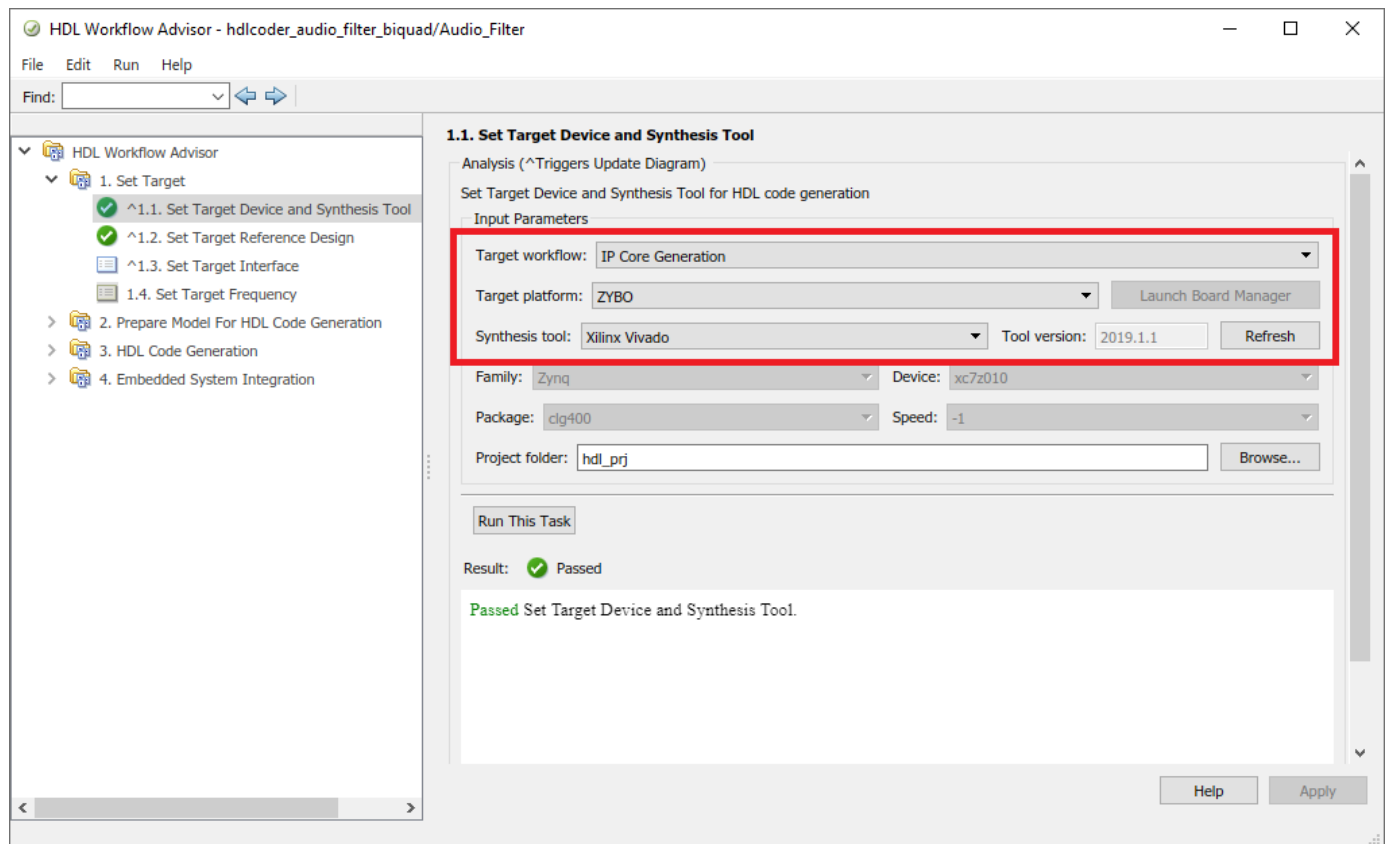 HDL Workflow Advisor - hdlcoder_audio_filter_biquad/Audio_Filter
File Edit Run Help
Find:
HDL Workflow Advisor
1. Set Target
^1.1. Set Target Device and Synthesis Tool
^1.2. Set Target Reference Design
^1.3. Set Target Interface
1.4. Set Target Frequency
2. Prepare Model For HDL Code Generation
3. HDL Code Generation
4. Embedded System Integration
1.1. Set Target Device and Synthesis Tool
Analysis (^Triggers Update Diagram)
Set Target Device and Synthesis Tool for HDL code generation
Input Parameters
Target workflow: IP Core Generation
Target platform: ZYBO Launch Board Manager
Synthesis tool: Xilinx Vivado Tool version: 2019.1.1 Refresh
Family: Zynq Device: xc7z010
Package: clg400 Speed: -1
Project folder: hdl_prj Browse...
Run This Task
Result: Passed
Passed Set Target Device and Synthesis Tool.
Help Apply